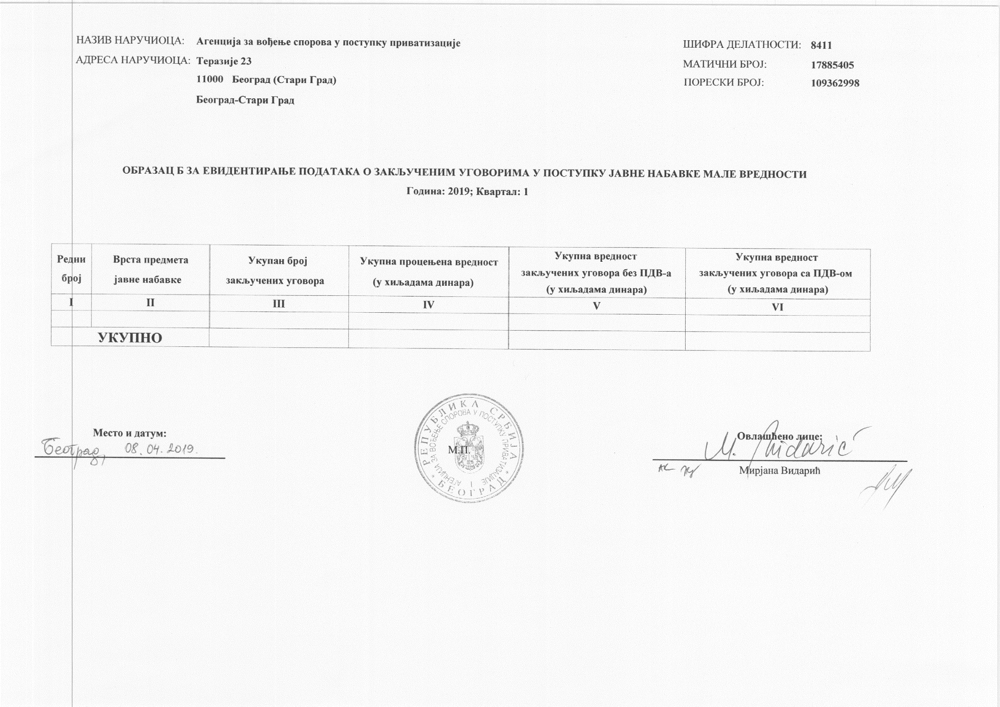 НАЗИВ НАРУЧИОЦА: Агенција за вођење спорова у поступку приватизације
АДРЕСА НАРУЧИОЦА: Теразије 23
11000 Београд (Стари Град)
Београд-Стари Град
ШИФРА ДЕЛАТНОСТИ: 8411
МАТИЧНИ БРОЈ: 17885405
ПОРЕСКИ БРОЈ: 109362998
ОБРАЗАЦ Б ЗА ЕВИДЕНТИРАЊЕ ПОДАТАКА О ЗАКЉУЧЕНИМ УГОВОРИМА У ПОСТУПКУ ЈАВНЕ НАБАВКЕ МАЛЕ ВРЕДНОСТИ
Година: 2019; Квартал: 1
Редни
број
Врста предмета
јавне набавке
Укупан број
закључених уговора
Укупна процењена вредност
(у хиљадама динара)
Укупна вредност
закључених уговора без ПДВ-а
(у хиљадама динара)
Укупна вредност
закључених уговора са ПДВ-ом
(у хиљадама динара)
I II III IV V VI
УКУПНО
Место и датум:
Београд, 08.04.2019.
РЕПУБЛИКА СРБИЈА
АГЕНЦИЈА ЗА ВОЂЕЊЕ СПОРОВА У ПОСТУПКУ ПРИВАТИЗАЦИЈЕ
М.П.
I
* БЕОГРАД *
Овлашћено лице:
M. Vidarić
Мирјана Видарић